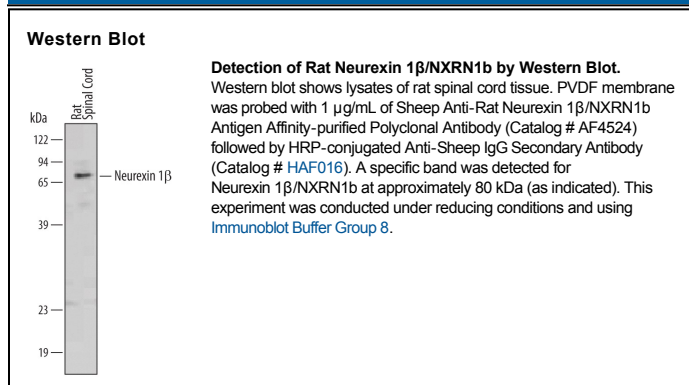 Western Blot
kDa
Rat
Spinal Cord
122
94
65
39
23
19
Neurexin 1β
Detection of Rat Neurexin 1β/NXRN1b by Western Blot.
Western blot shows lysates of rat spinal cord tissue. PVDF membrane
was probed with 1 µg/mL of Sheep Anti-Rat Neurexin 1β/NXRN1b
Antigen Affinity-purified Polyclonal Antibody (Catalog # AF4524)
followed by HRP-conjugated Anti-Sheep IgG Secondary Antibody
(Catalog # HAF016). A specific band was detected for
Neurexin 1β/NXRN1b at approximately 80 kDa (as indicated). This
experiment was conducted under reducing conditions and using
Immunoblot Buffer Group 8.